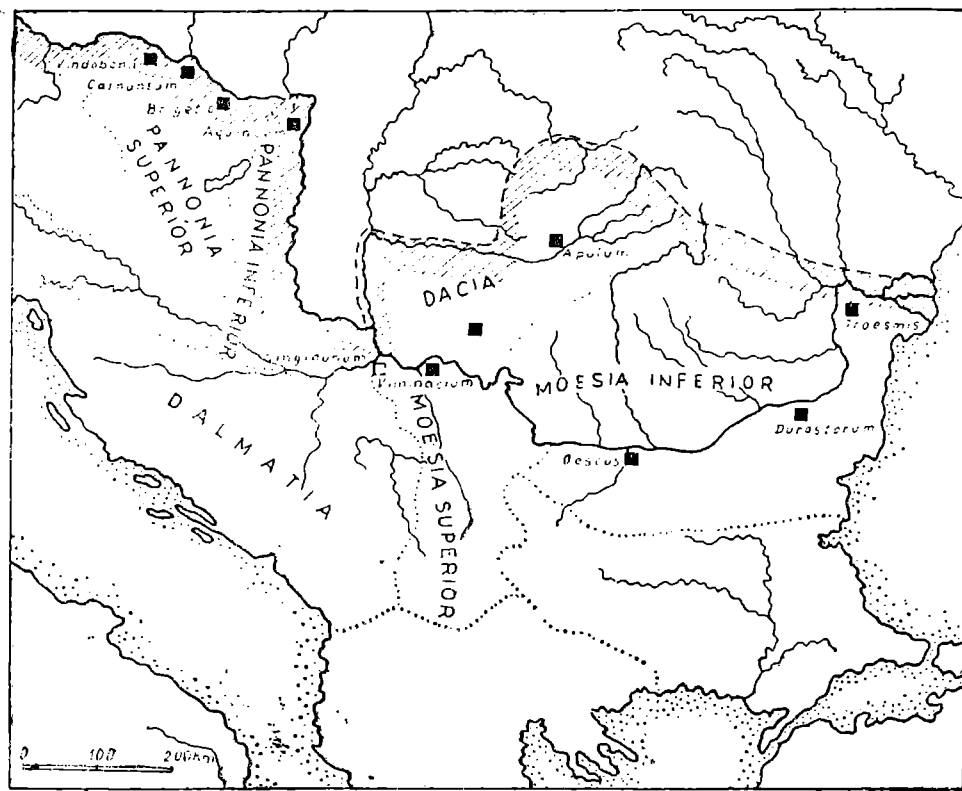 Vindobona
Carnuntum
Brigetio
Aquincum
PANNONIA
SUPERIOR
PANNONIA INFERIOR
Apulum
DACIA
Troesmis
Singidunum
Viminacium
MOESIA INFERIOR
Durostorum
DALMATIA
MOESIA SUPERIOR
Oescus
0 100 200Km